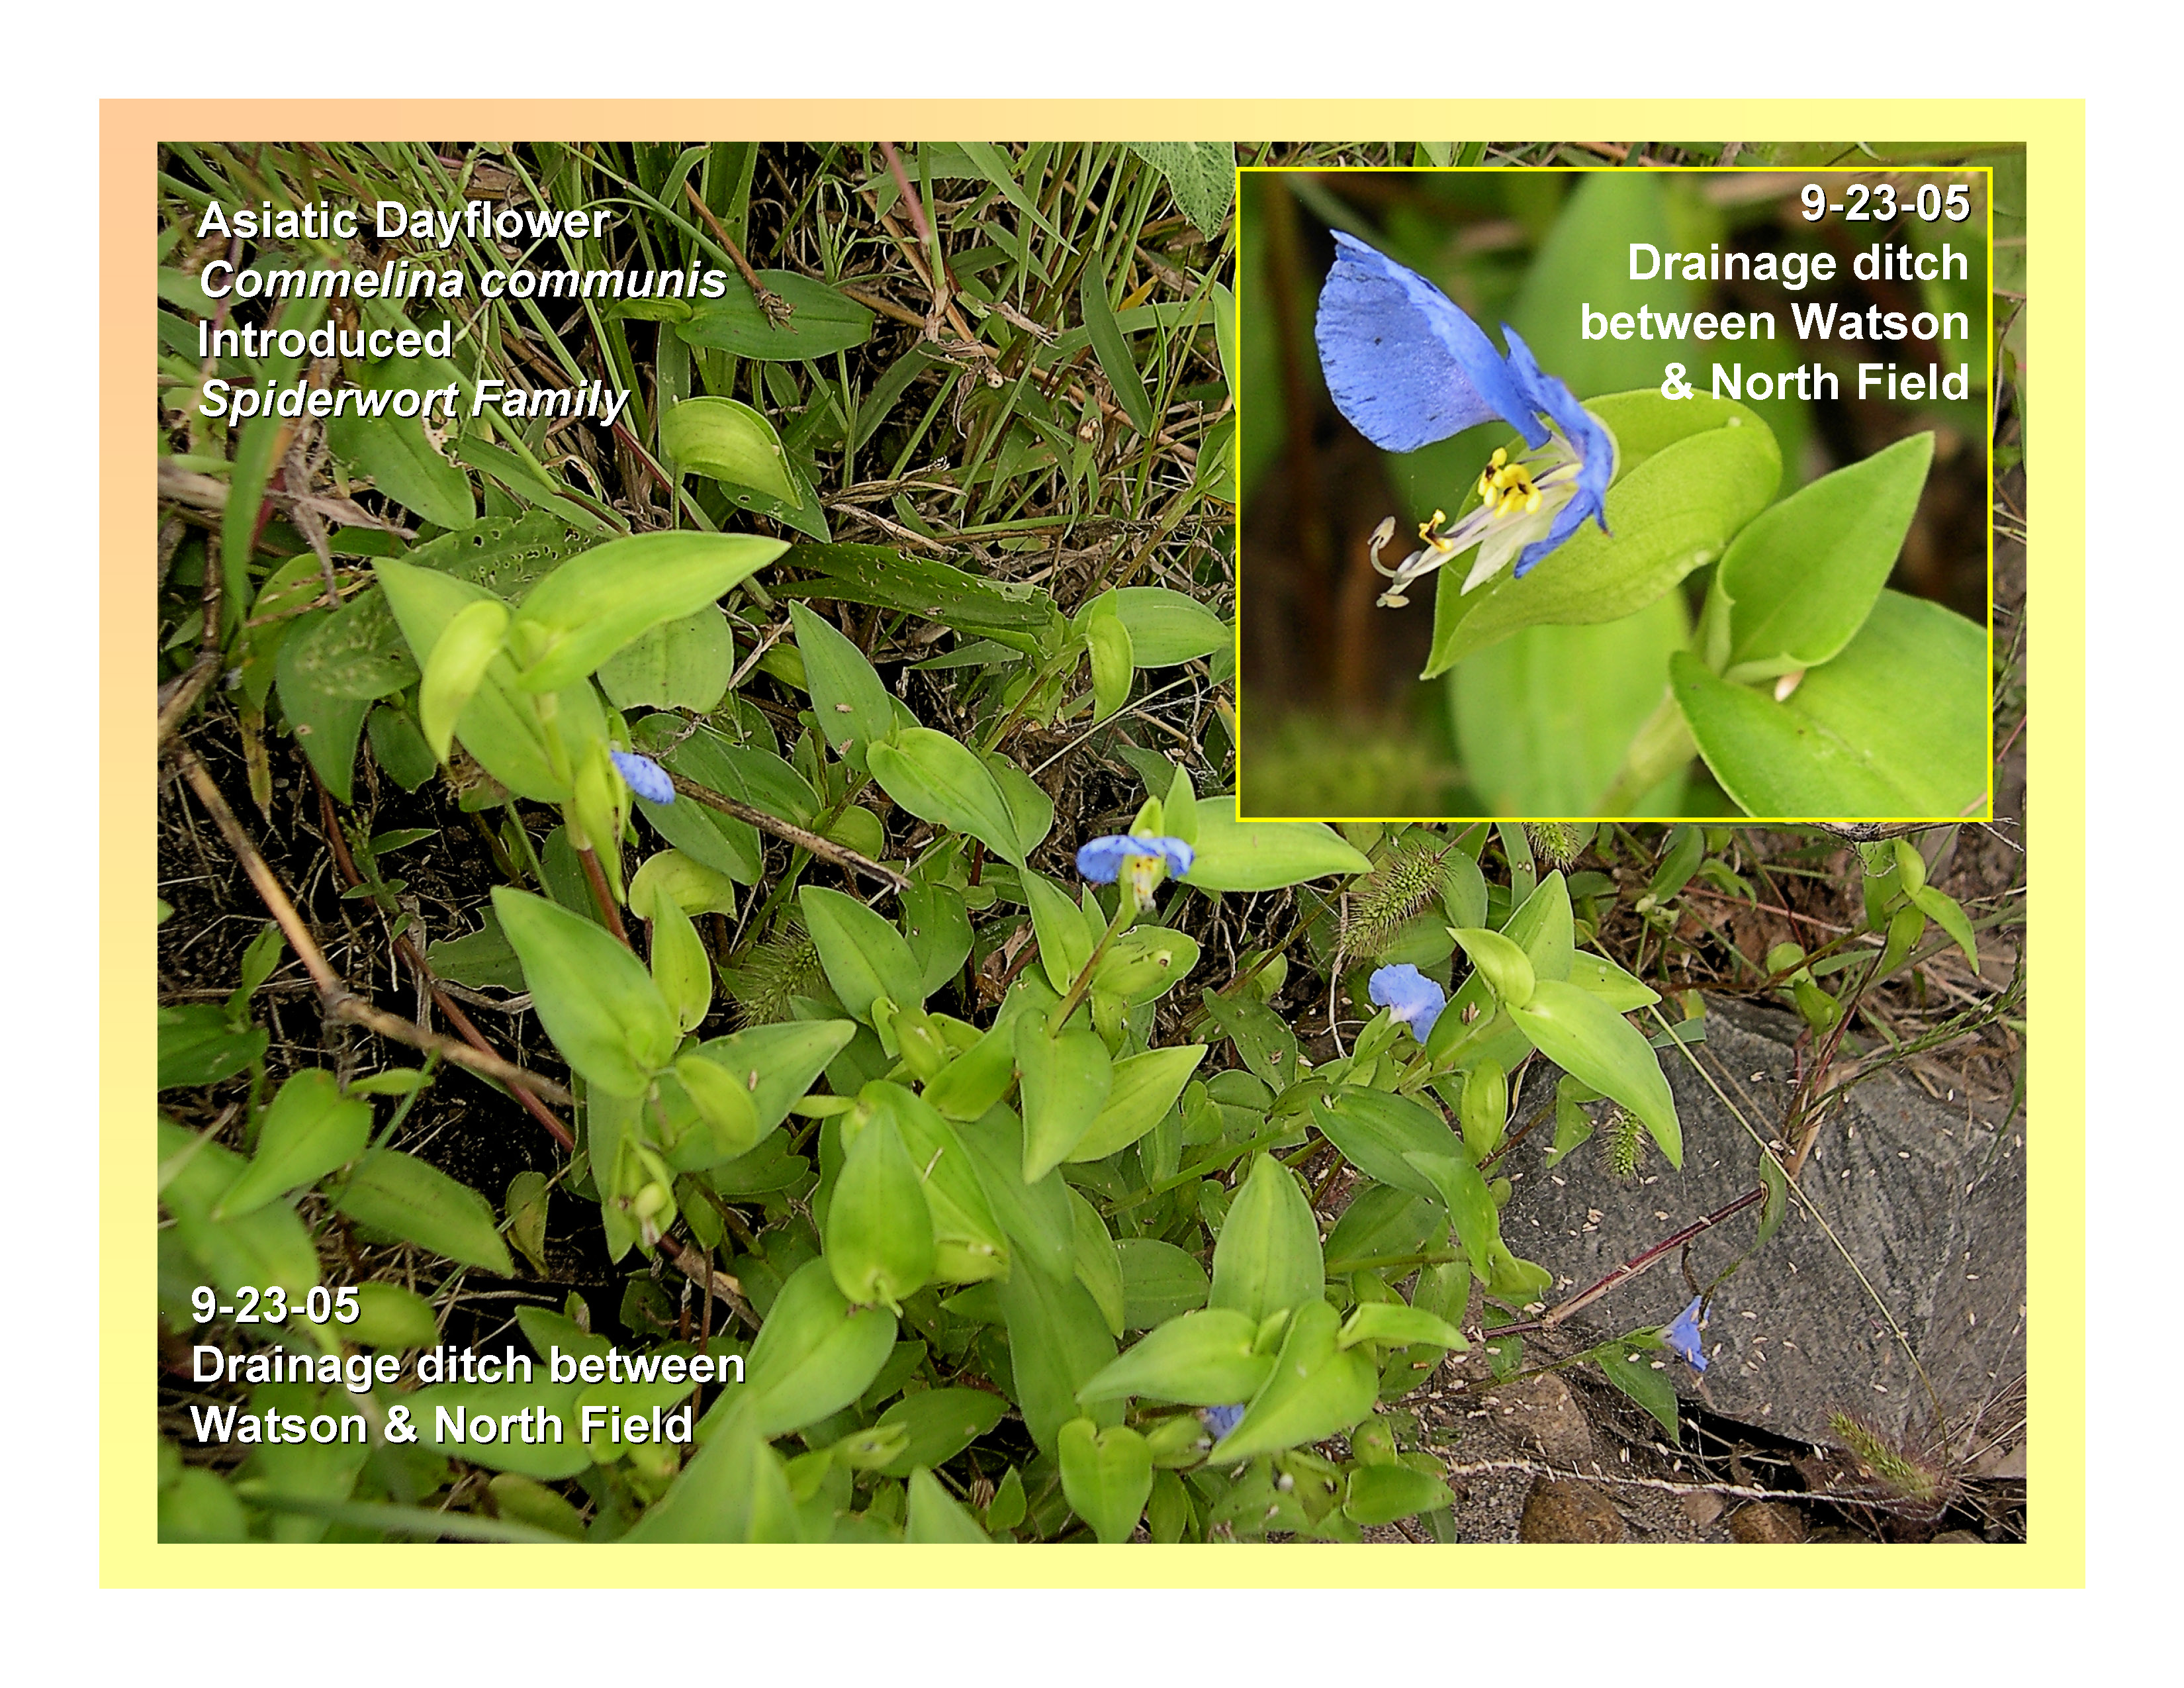 Asiatic Dayflower
Commelina communis
Introduced
Spiderwort Family
9-23-05
Drainage ditch
between Watson
& North Field
9-23-05
Drainage ditch between
Watson & North Field